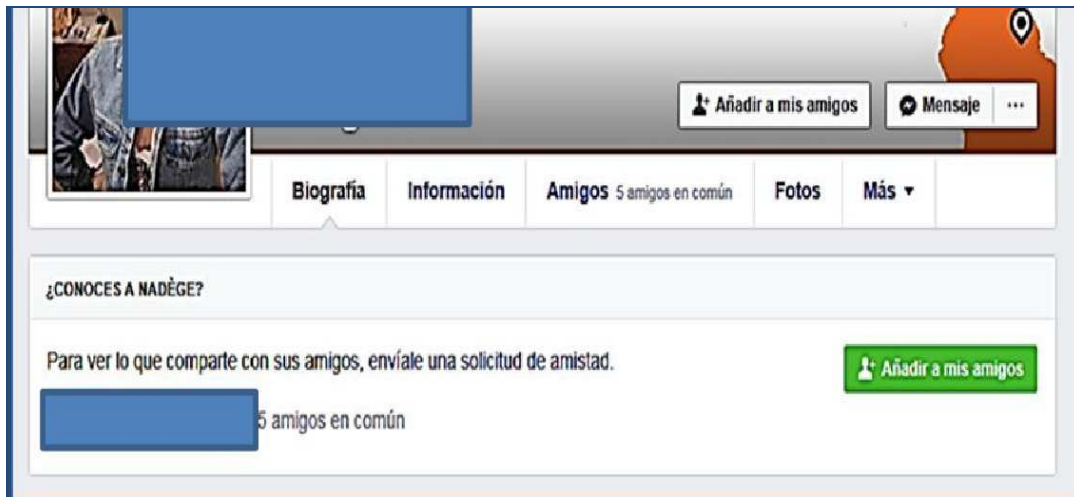 Añadir a mis amigos Mensaje ...
Biografía Información Amigos 5 amigos en común Fotos Más
¿CONOCES A NADÈGE?
Para ver lo que comparte con sus amigos, envíale una solicitud de amistad.
Añadir a mis amigos
5 amigos en común